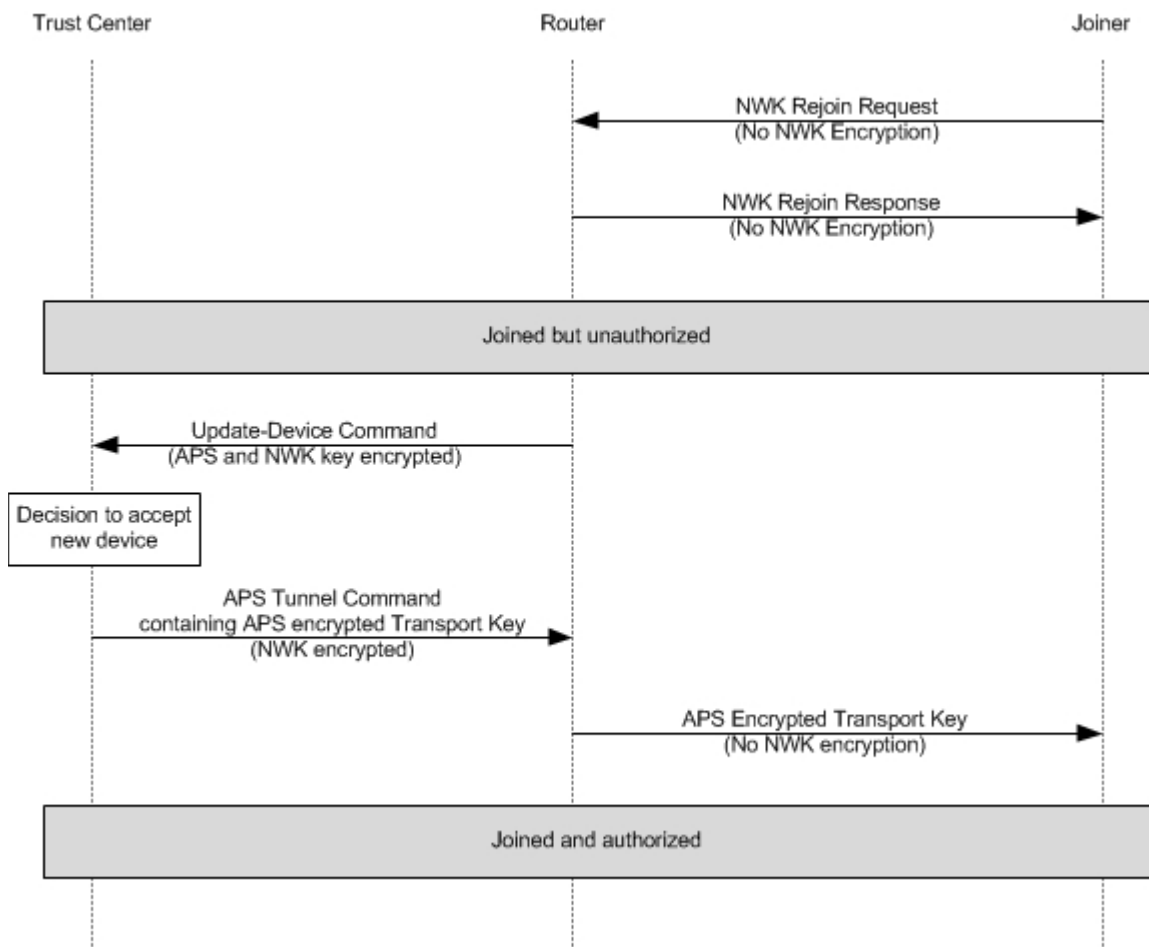 Trust Center
Router
Joiner
NWK Rejoin Request
(No NWK Encryption)
NWK Rejoin Response
(No NWK Encryption)
Joined but unauthorized
Update-Device Command
(APS and NWK key encrypted)
Decision to accept
new device
APS Tunnel Command
containing APS encrypted Transport Key
(NWK encrypted)
APS Encrypted Transport Key
(No NWK encryption)
Joined and authorized